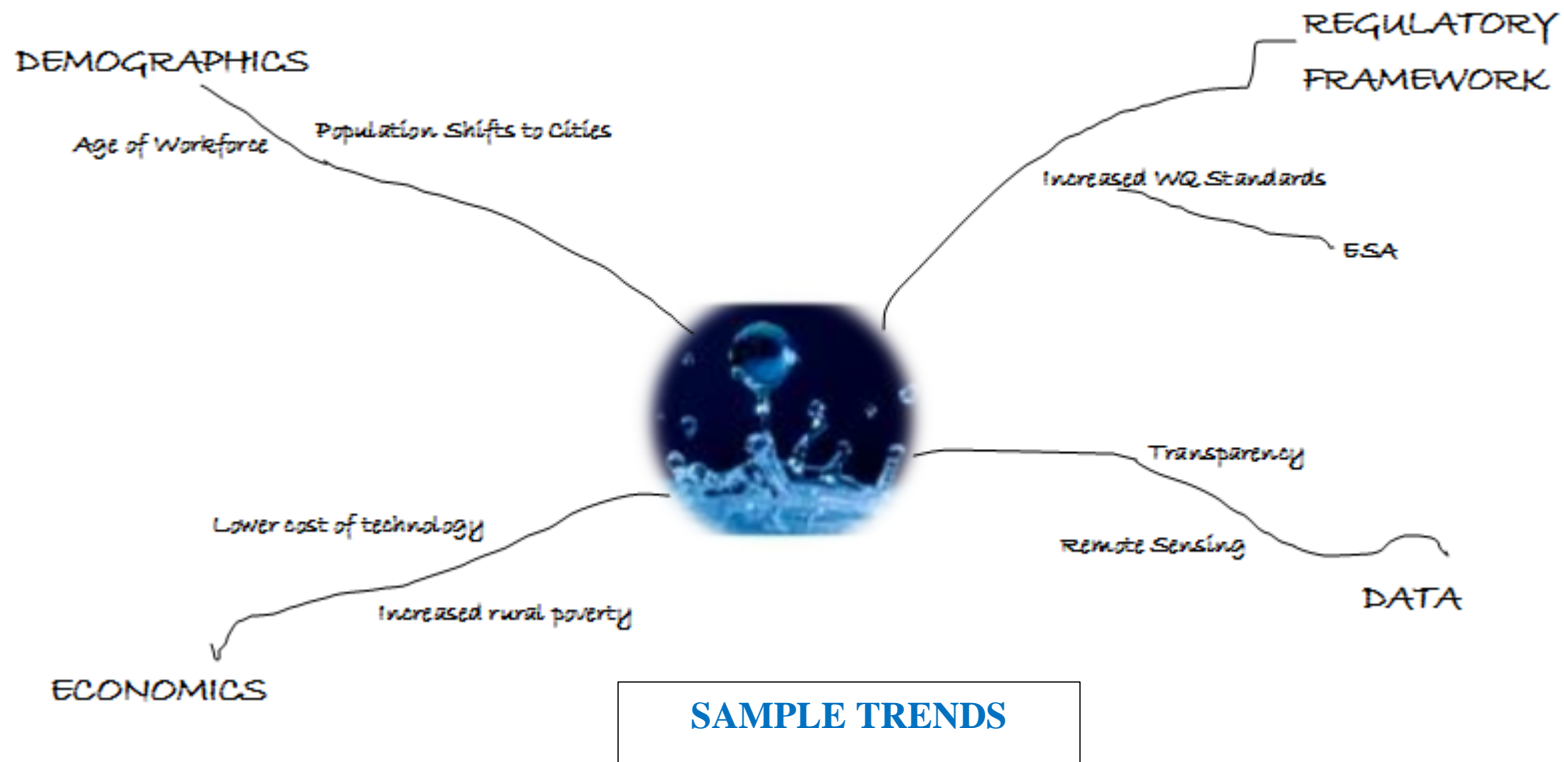 DEMOGRAPHICS
Age of Workforce
Population Shifts to Cities
REGULATORY
FRAMEWORK
Increased WQ Standards
ESA
Transparency
Remote Sensing
DATA
Lower cost of technology
Increased rural poverty
ECONOMICS
SAMPLE TRENDS